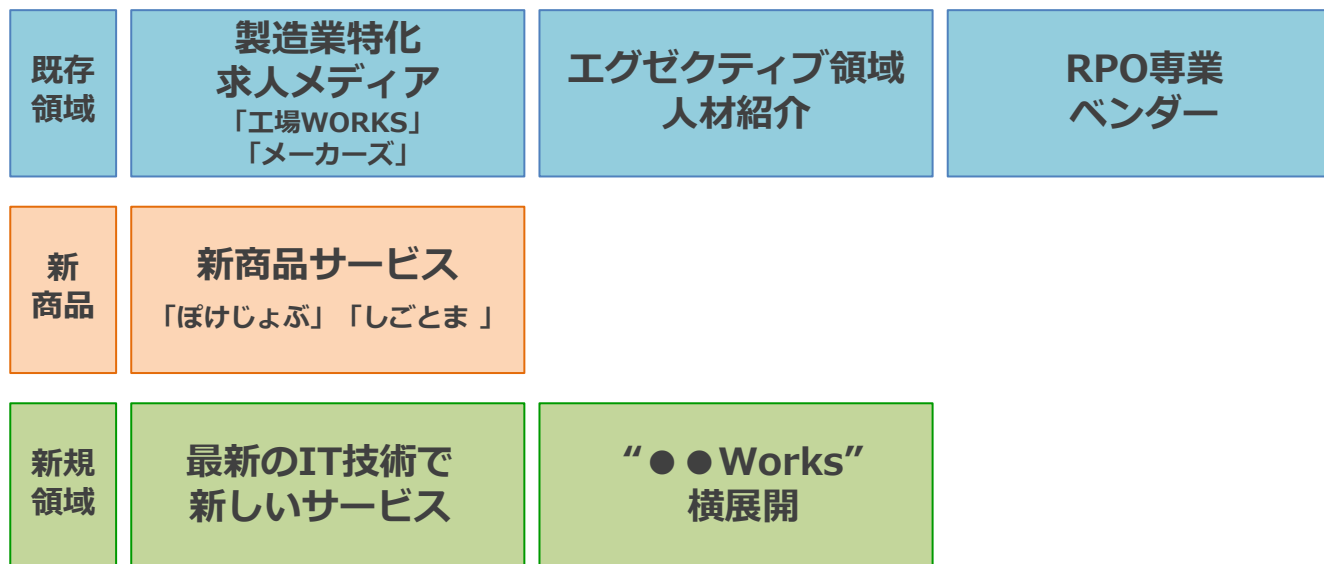 既存
領域
製造業特化
求人メディア
「工場WORKS」
「メーカーズ」
エグゼクティブ領域
人材紹介
RPO専業
ベンダー
新
商品
新商品サービス
「ぽけじょぶ」「しごとま 」
新規
領域
最新のIT技術で
新しいサービス
“●●Works”
横展開